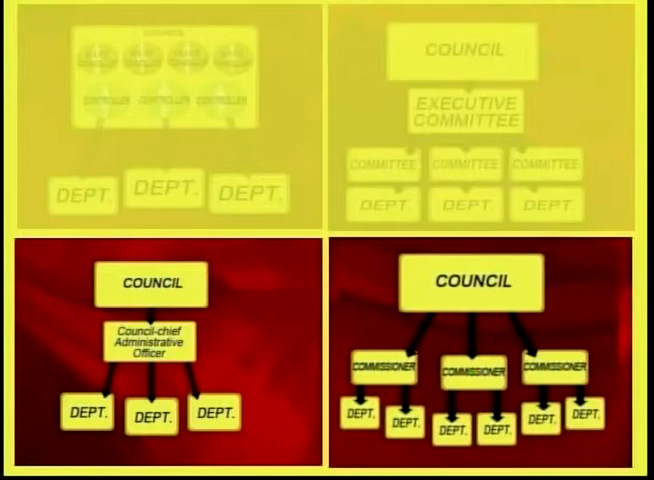 COUNCIL
CONTROLLER CONTROLLER CONTROLLER
DEPT. DEPT. DEPT.
COUNCIL
EXECUTIVE
COMMITTEE
COMMITTEE COMMITTEE COMMITTEE
DEPT. DEPT. DEPT.
COUNCIL
Council-chief
Administrative
Officer
DEPT. DEPT. DEPT.
COUNCIL
COMMISSIONER COMMISSIONER COMMISSIONER
DEPT. DEPT. DEPT. DEPT. DEPT. DEPT.